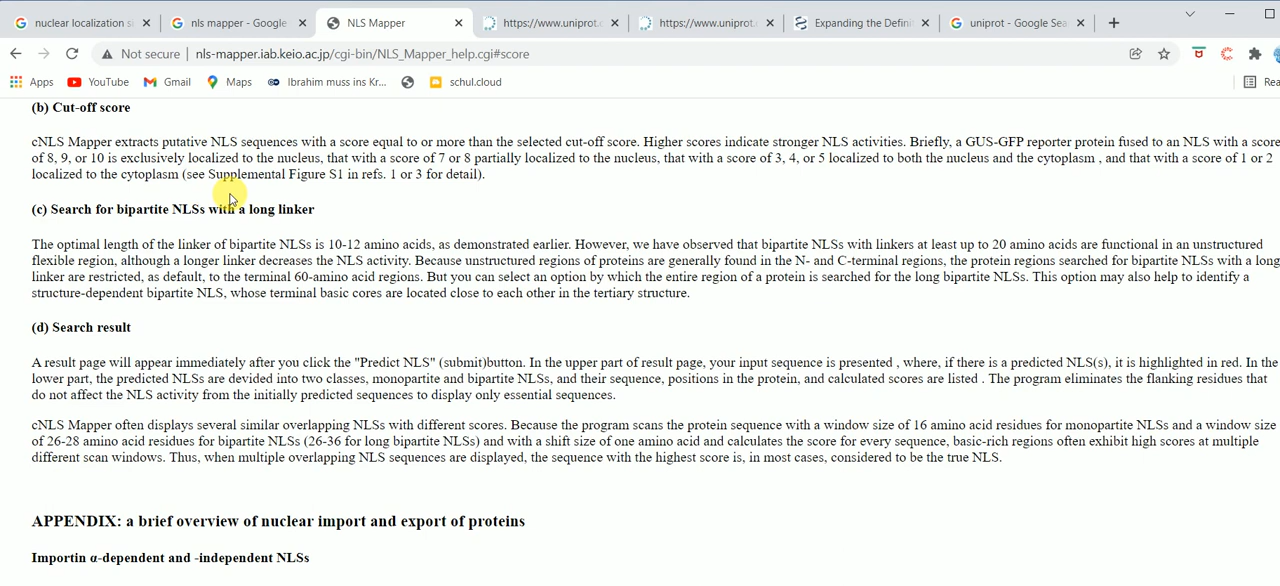 nuclear localization si
nls mapper - Google
NLS Mapper
https://www.uniprot.o
https://www.uniprot.
Expanding the Defini
uniprot - Google Sea
Not secure
nls-mapper.iab.keio.ac.jp/cgi-bin/NLS_Mapper_help.cgi#score
Apps
YouTube
Gmail
Maps
Ibrahim muss ins Kr...
schul.cloud
Rea
(b) Cut-off score
cNLS Mapper extracts putative NLS sequences with a score equal to or more than the selected cut-off score. Higher scores indicate stronger NLS activities. Briefly, a GUS-GFP reporter protein fused to an NLS with a score
of 8, 9, or 10 is exclusively localized to the nucleus, that with a score of 7 or 8 partially localized to the nucleus, that with a score of 3, 4, or 5 localized to both the nucleus and the cytoplasm , and that with a score of 1 or 2
localized to the cytoplasm (see Supplemental Figure S1 in refs. 1 or 3 for detail).
(c) Search for bipartite NLSs with a long linker
The optimal length of the linker of bipartite NLSs is 10-12 amino acids, as demonstrated earlier. However, we have observed that bipartite NLSs with linkers at least up to 20 amino acids are functional in an unstructured
flexible region, although a longer linker decreases the NLS activity. Because unstructured regions of proteins are generally found in the N- and C-terminal regions, the protein regions searched for bipartite NLSs with a long
linker are restricted, as default, to the terminal 60-amino acid regions. But you can select an option by which the entire region of a protein is searched for the long bipartite NLSs. This option may also help to identify a
structure-dependent bipartite NLS, whose terminal basic cores are located close to each other in the tertiary structure.
(d) Search result
A result page will appear immediately after you click the "Predict NLS" (submit)button. In the upper part of result page, your input sequence is presented , where, if there is a predicted NLS(s), it is highlighted in red. In the
lower part, the predicted NLSs are devided into two classes, monopartite and bipartite NLSs, and their sequence, positions in the protein, and calculated scores are listed . The program eliminates the flanking residues that
do not affect the NLS activity from the initially predicted sequences to display only essential sequences.
cNLS Mapper often displays several similar overlapping NLSs with different scores. Because the program scans the protein sequence with a window size of 16 amino acid residues for monopartite NLSs and a window size
of 26-28 amino acid residues for bipartite NLSs (26-36 for long bipartite NLSs) and with a shift size of one amino acid and calculates the score for every sequence, basic-rich regions often exhibit high scores at multiple
different scan windows. Thus, when multiple overlapping NLS sequences are displayed, the sequence with the highest score is, in most cases, considered to be the true NLS.
APPENDIX: a brief overview of nuclear import and export of proteins
Importin α-dependent and -independent NLSs